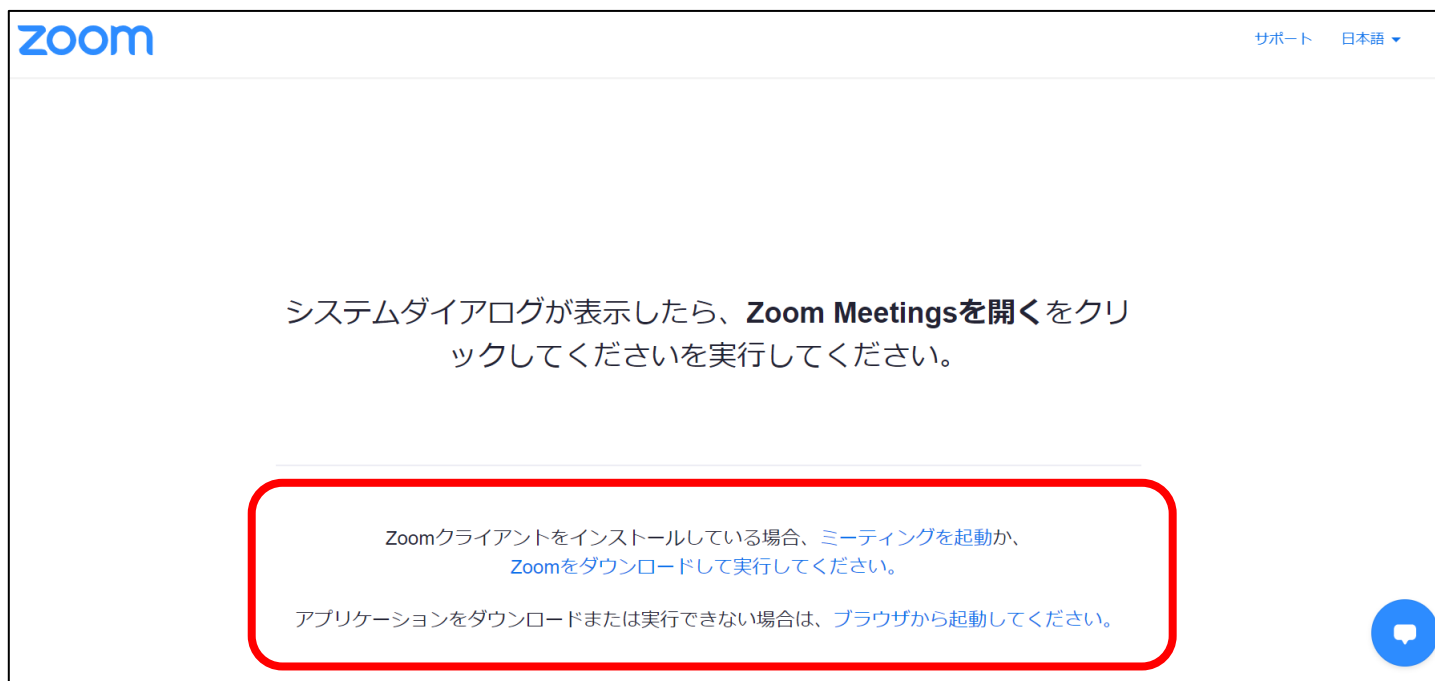 zoom
サポート 日本語
システムダイアログが表示したら、Zoom Meetingsを開くをクリ
ックしてくださいを実行してください。
Zoomクライアントをインストールしている場合、ミーティングを起動か、
Zoomをダウンロードして実行してください。
アプリケーションをダウンロードまたは実行できない場合は、ブラウザから起動してください。